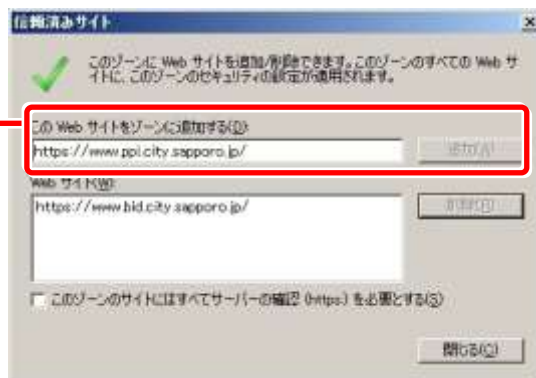 信頼済みサイト
このゾーンに Web サイトを追加/削除できます。このゾーンのすべての Web サ
イトに、このゾーンのセキュリティの設定が適用されます。
この Web サイトをゾーンに追加する(D):
https://www.ppi.city.sapporo.jp/
追加(A)
Web サイト(W):
https://www.bid.city.sapporo.jp/
削除(R)
このゾーンのサイトにはすべてサーバーの確認 (https:) を必要とする(S)
閉じる(C)